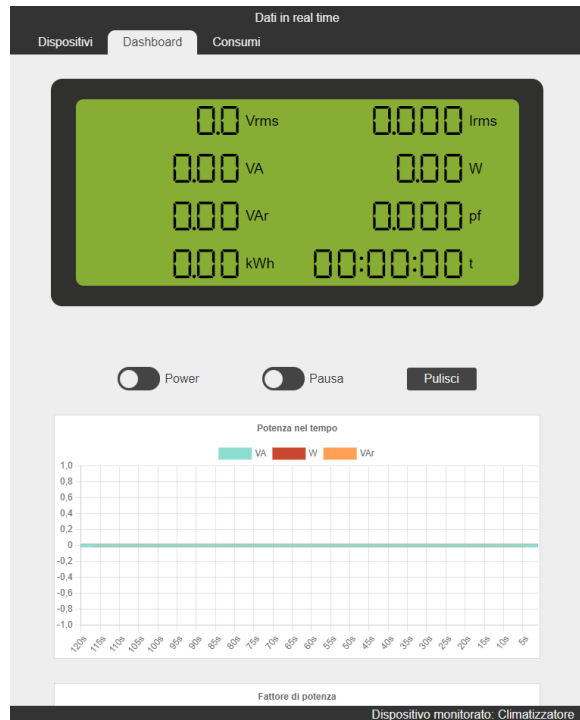 Dati in real time
Dispositivi Dashboard Consumi
0.0 Vrms 0.000 Irms
0.00 VA 0.00 W
0.00 VAr 0.000 pf
0.00 kWh 00:00:00 t
Power Pausa Pulisci
Potenza nel tempo
VA W VAr
1,0
0,8
0,6
0,4
0,2
0
-0,2
-0,4
-0,6
-0,8
-1,0
120s 115s 110s 105s 100s 95s 90s 85s 80s 75s 70s 65s 60s 55s 50s 45s 40s 35s 30s 25s 20s 15s 10s 5s
Fattore di potenza
Dispositivo monitorato: Climatizzatore